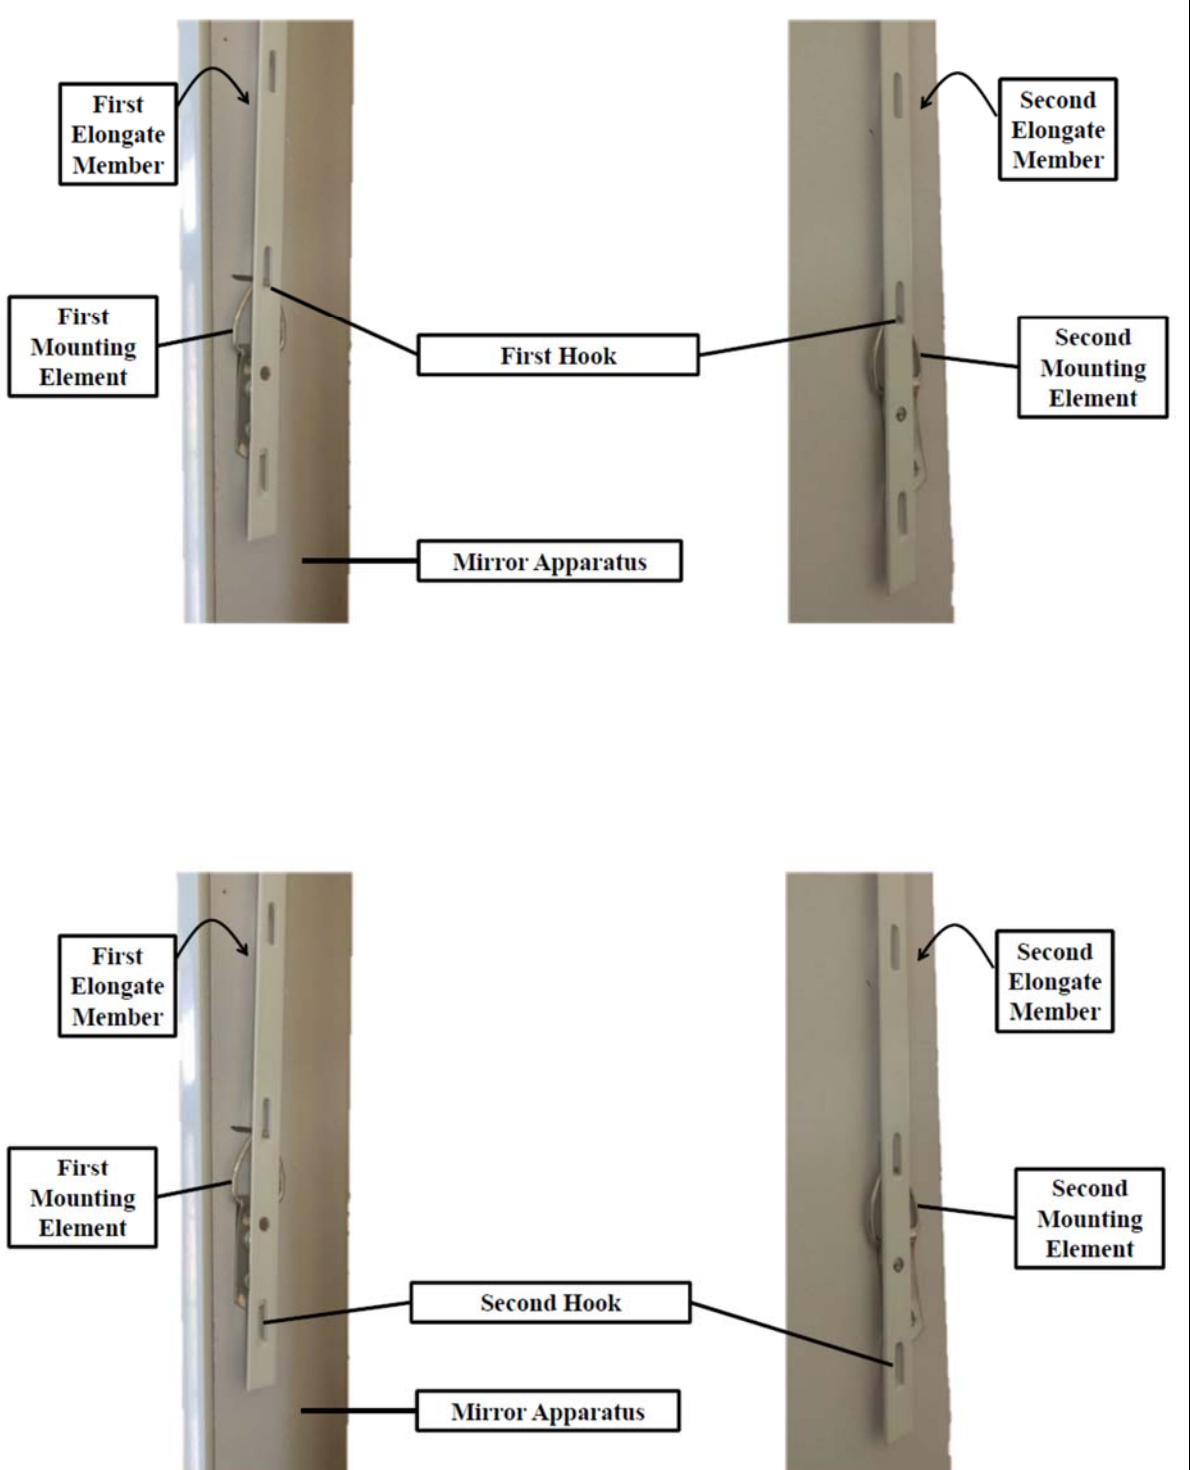 First
Elongate
Member
Second
Elongate
Member
First
Mounting
Element
First Hook
Second
Mounting
Element
Mirror Apparatus
First
Elongate
Member
Second
Elongate
Member
First
Mounting
Element
Second
Mounting
Element
Second Hook
Mirror Apparatus